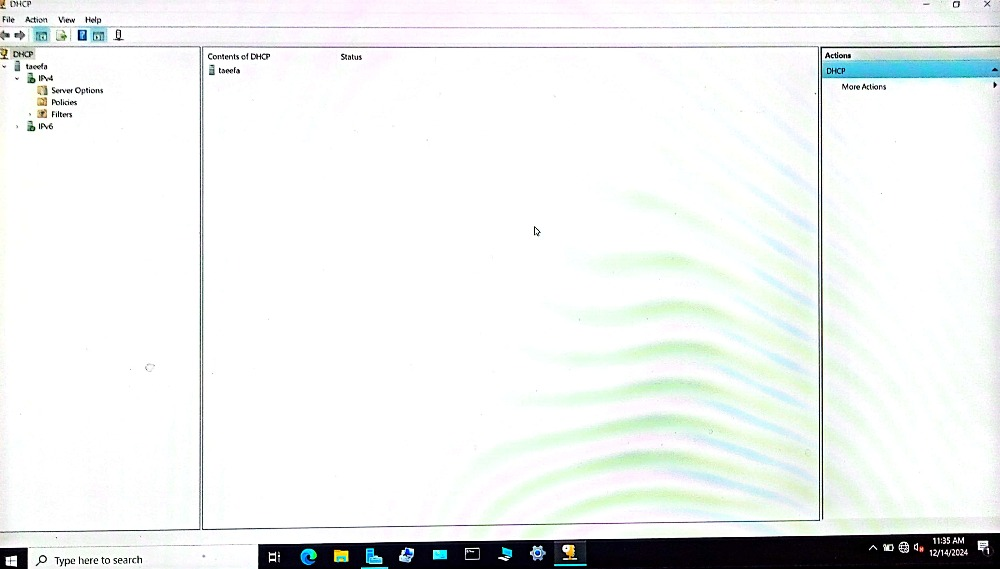 DHCP
File Action View Help
DHCP
taeefa
IPv4
Server Options
Policies
Filters
IPv6
Contents of DHCP Status
taeefa
Actions
DHCP
More Actions
Type here to search
11:35 AM
12/14/2024
1